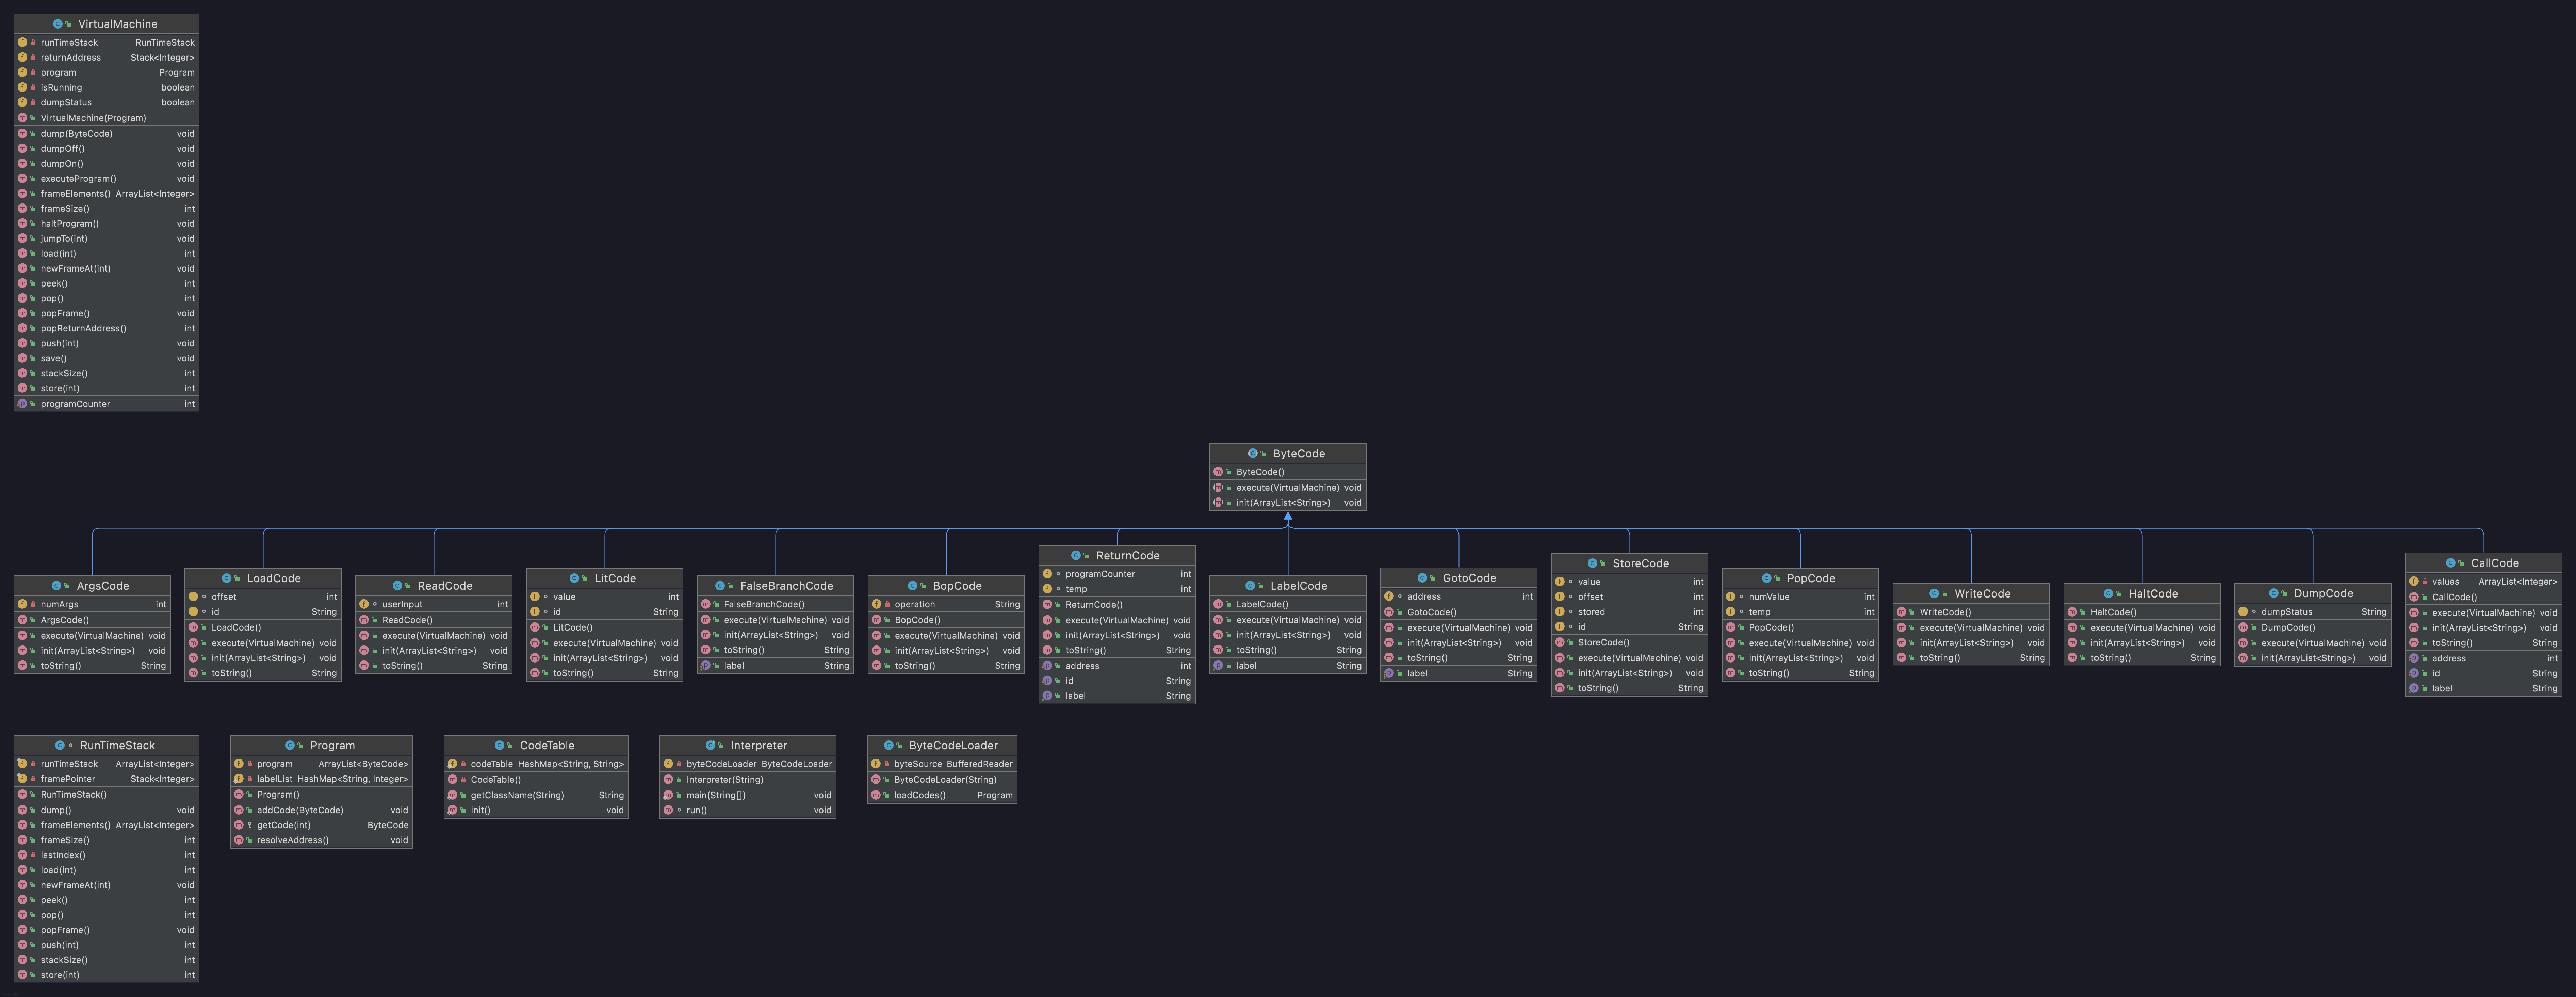 VirtualMachine
runTimeStack RunTimeStack
returnAddress Stack<Integer>
program Program
isRunning boolean
dumpStatus boolean
VirtualMachine(Program)
dump(ByteCode) void
dumpOff() void
dumpOn() void
executeProgram() void
frameElements() ArrayList<Integer>
frameSize() int
haltProgram() void
jumpTo(int) void
load(int) int
newFrameAt(int) void
peek() int
pop() int
popFrame() void
popReturnAddress() int
push(int) void
save() void
stackSize() int
store(int) int
programCounter int
ByteCode
ByteCode()
execute(VirtualMachine) void
init(ArrayList<String>) void
ArgsCode
numArgs int
ArgsCode()
execute(VirtualMachine) void
init(ArrayList<String>) void
toString() String
LoadCode
offset int
id String
LoadCode()
execute(VirtualMachine) void
init(ArrayList<String>) void
toString() String
ReadCode
userInput int
ReadCode()
execute(VirtualMachine) void
init(ArrayList<String>) void
toString() String
LitCode
value int
id String
LitCode()
execute(VirtualMachine) void
init(ArrayList<String>) void
toString() String
FalseBranchCode
FalseBranchCode()
execute(VirtualMachine) void
init(ArrayList<String>) void
toString() String
label String
BopCode
operation String
BopCode()
execute(VirtualMachine) void
init(ArrayList<String>) void
toString() String
ReturnCode
programCounter int
temp int
ReturnCode()
execute(VirtualMachine) void
init(ArrayList<String>) void
toString() String
address int
id String
label String
LabelCode
LabelCode()
execute(VirtualMachine) void
init(ArrayList<String>) void
toString() String
label String
GotoCode
address int
GotoCode()
execute(VirtualMachine) void
init(ArrayList<String>) void
toString() String
label String
StoreCode
value int
offset int
stored int
id String
StoreCode()
execute(VirtualMachine) void
init(ArrayList<String>) void
toString() String
PopCode
numValue int
temp int
PopCode()
execute(VirtualMachine) void
init(ArrayList<String>) void
toString() String
WriteCode
WriteCode()
execute(VirtualMachine) void
init(ArrayList<String>) void
toString() String
HaltCode
HaltCode()
execute(VirtualMachine) void
init(ArrayList<String>) void
toString() String
DumpCode
dumpStatus String
DumpCode()
execute(VirtualMachine) void
init(ArrayList<String>) void
CallCode
values ArrayList<Integer>
CallCode()
execute(VirtualMachine) void
init(ArrayList<String>) void
toString() String
address int
id String
label String
RunTimeStack
runTimeStack ArrayList<Integer>
framePointer Stack<Integer>
RunTimeStack()
dump() void
frameElements() ArrayList<Integer>
frameSize() int
lastIndex() int
load(int) int
newFrameAt(int) void
peek() int
pop() int
popFrame() void
push(int) int
stackSize() int
store(int) int
Program
program ArrayList<ByteCode>
labelList HashMap<String, Integer>
Program()
addCode(ByteCode) void
getCode(int) ByteCode
resolveAddress() void
CodeTable
codeTable HashMap<String, String>
CodeTable()
getClassName(String) String
init() void
Interpreter
byteCodeLoader ByteCodeLoader
Interpreter(String)
main(String[]) void
run() void
ByteCodeLoader
byteSource BufferedReader
ByteCodeLoader(String)
loadCodes() Program